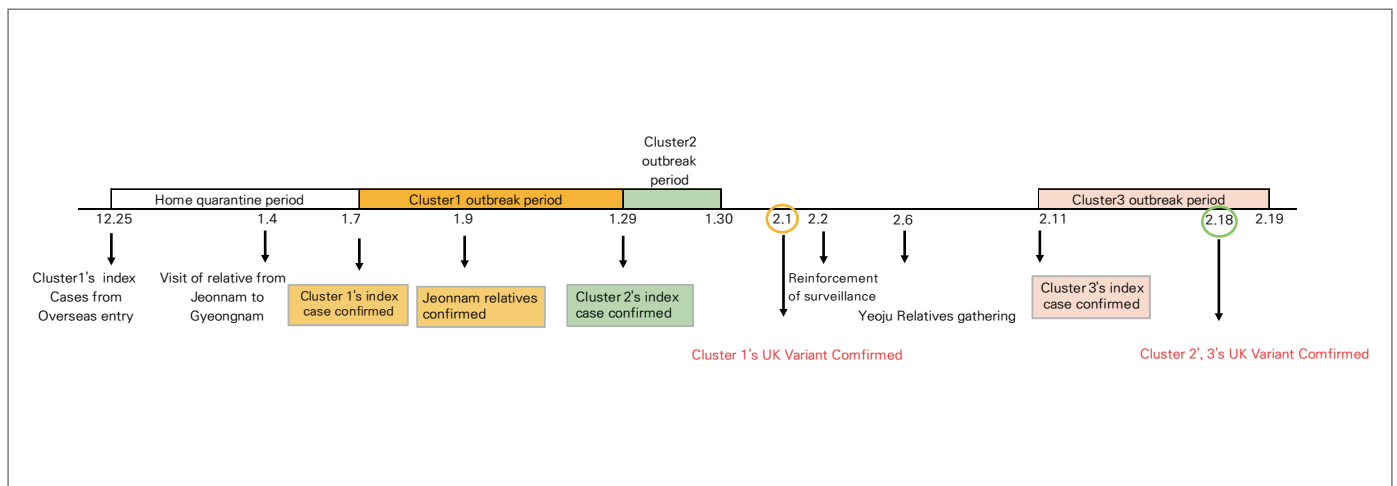 Cluster2
outbreak
period
Home quarantine period
Cluster1 outbreak period
Cluster3 outbreak period
12.25
1.4
1.7
1.9
1.29
1.30
2.1
2.2
2.6
2.11
2.18
2.19
Cluster1's index
Cases from
Overseas entry
Visit of relative from
Jeonnam to
Gyeongnam
Cluster 1's index
case confirmed
Jeonnam relatives
confirmed
Cluster 2's index
case confirmed
Reinforcement
of surveillance
Yeoju Relatives gathering
Cluster 3's index
case confirmed
Cluster 1's UK Variant Comfirmed
Cluster 2', 3's UK Variant Comfirmed